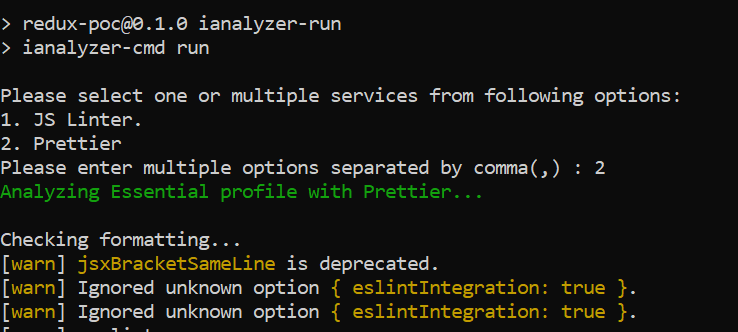 > redux-poc@0.1.0 ianalyzer-run
> ianalyzer-cmd run
Please select one or multiple services from following options:
1. JS Linter.
2. Prettier
Please enter multiple options separated by comma(,) : 2
Analyzing Essential profile with Prettier...
Checking formatting...
[warn] jsxBracketSameLine is deprecated.
[warn] Ignored unknown option { eslintIntegration: true }.
[warn] Ignored unknown option { eslintIntegration: true }.